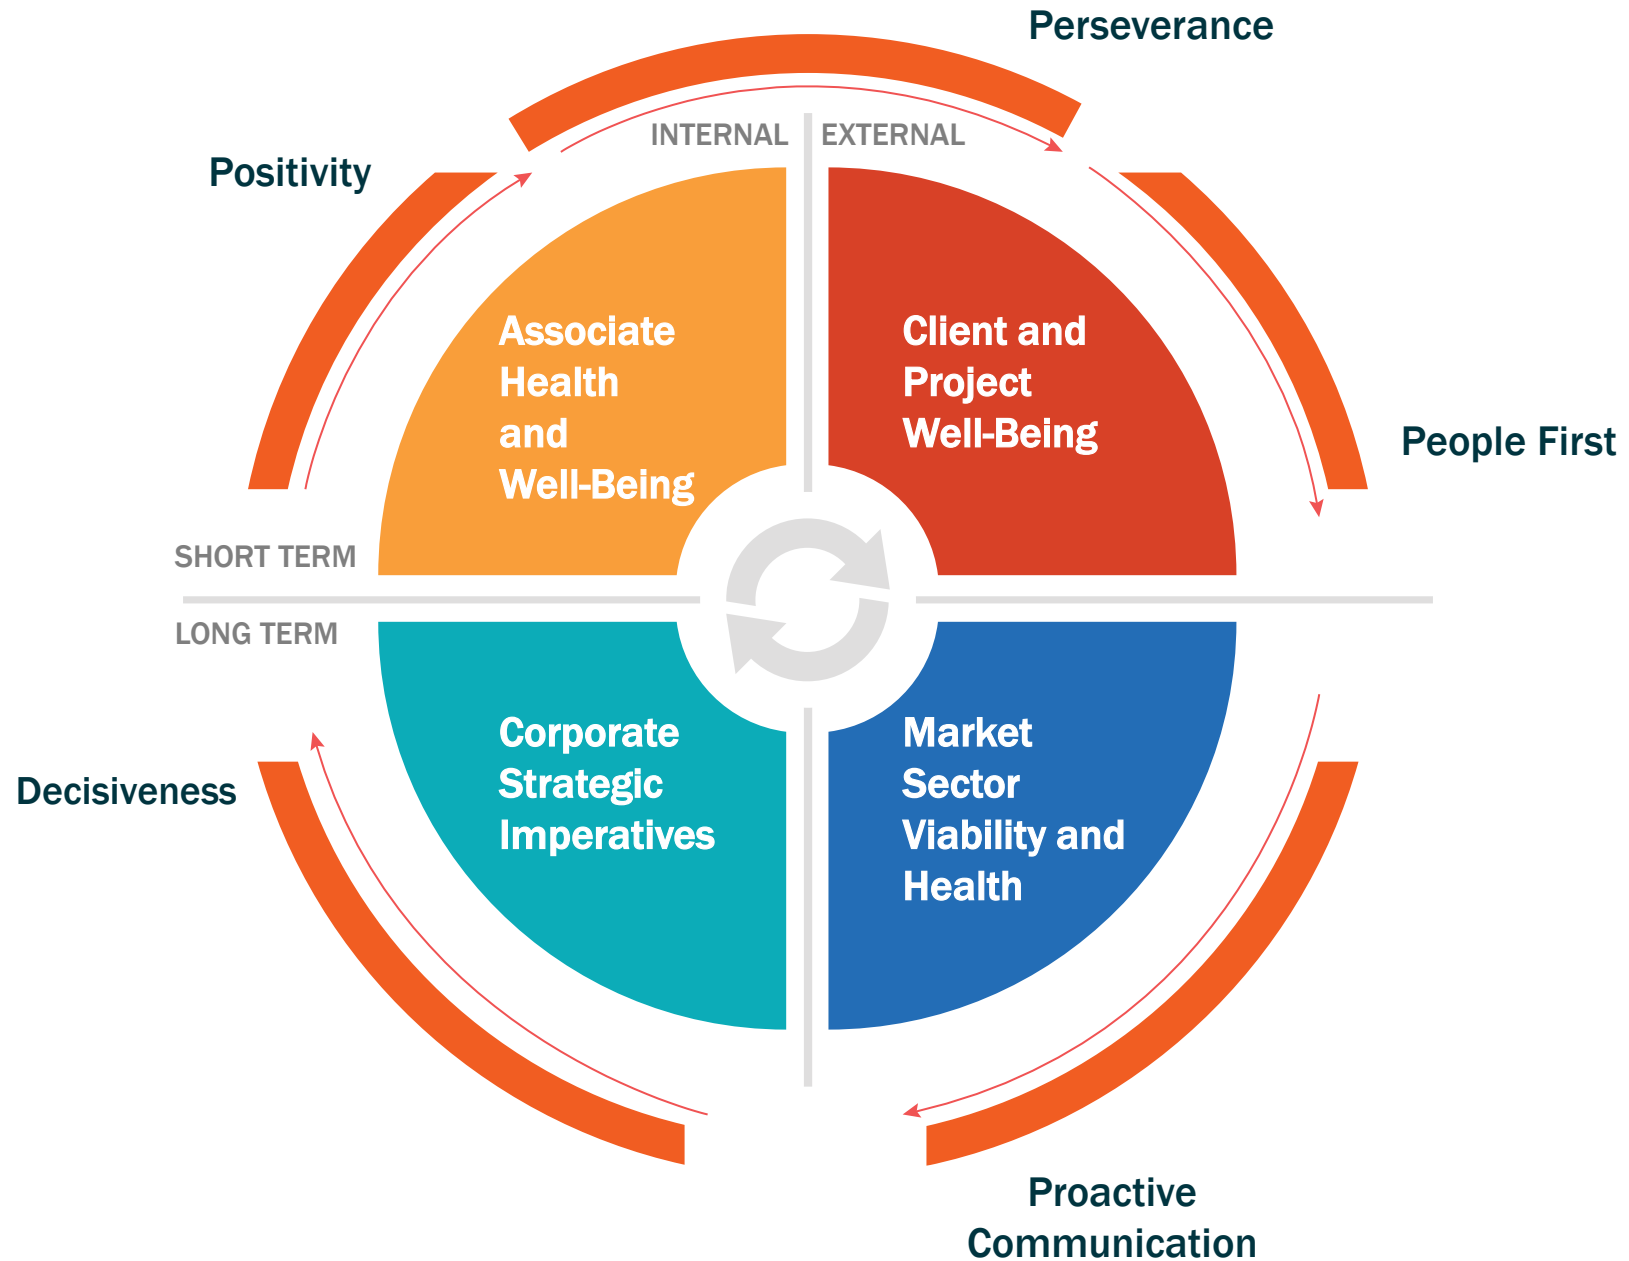 Perseverance
INTERNAL
EXTERNAL
Positivity
Associate
Health
and
Well-Being
Client and
Project
Well-Being
People First
SHORT TERM
LONG TERM
Corporate
Strategic
Imperatives
Market
Sector
Viability and
Health
Decisiveness
Proactive
Communication